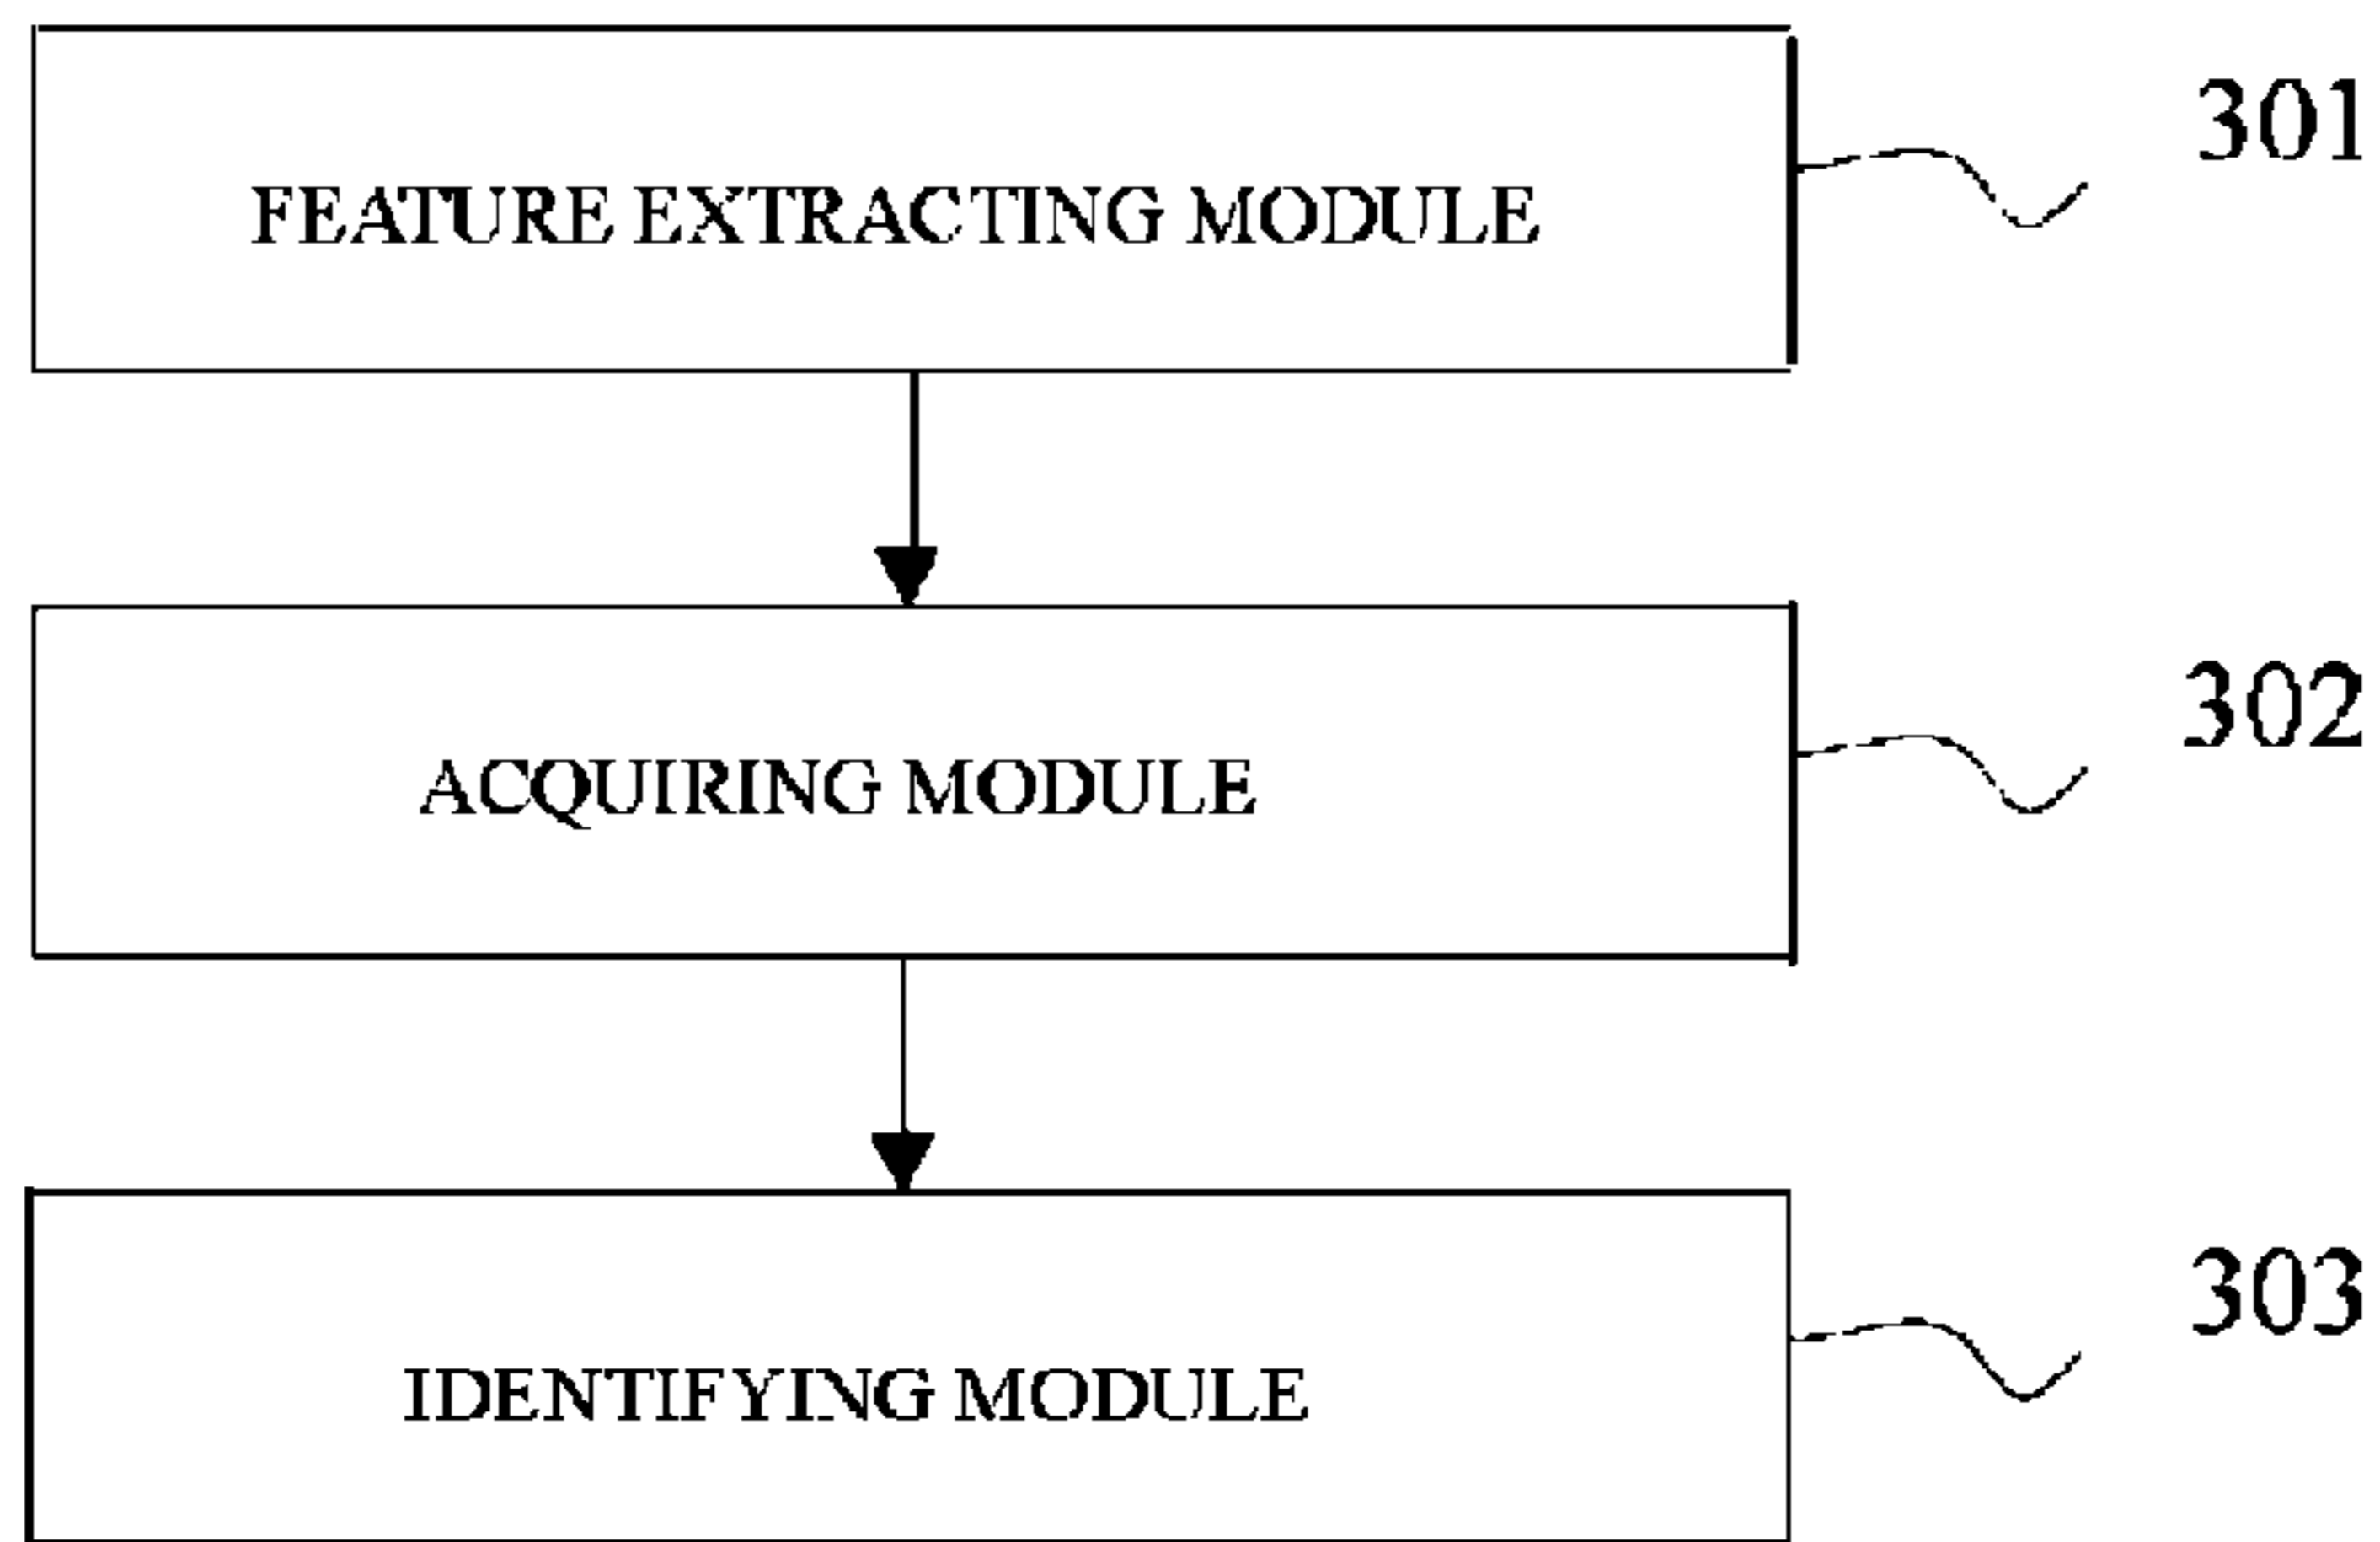 301
FEATURE EXTRACTING MODULE
302
ACQUIRING MODULE
303
IDENTIFYING MODULE